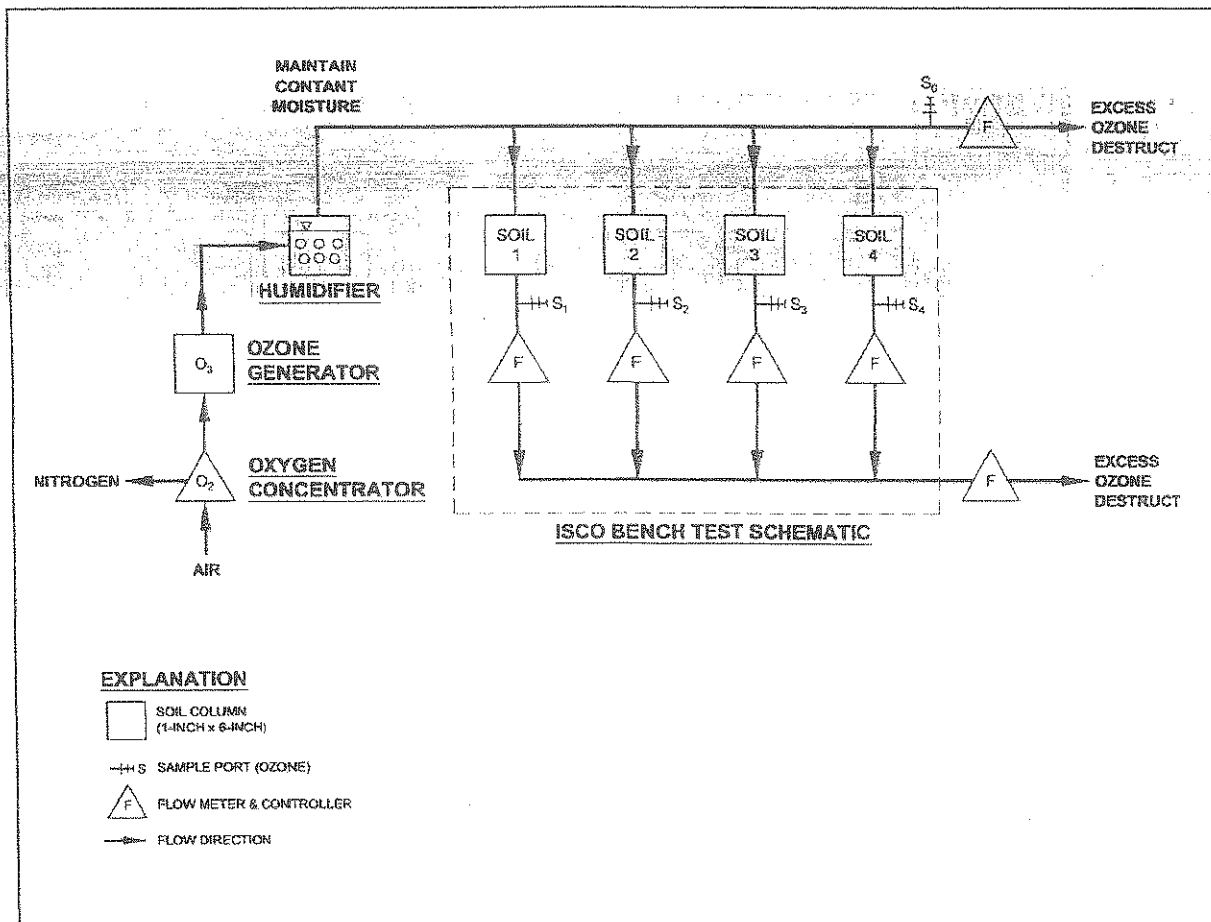 MAINTAIN
CONTANT
MOISTURE
S0
F
EXCESS
OZONE
DESTRUCT
SOIL
1
SOIL
2
SOIL
3
SOIL
4
HUMIDIFIER
S1
S2
S3
S4
O3
OZONE
GENERATOR
F
F
F
F
NITROGEN
O2
OXYGEN
CONCENTRATOR
F
EXCESS
OZONE
DESTRUCT
ISCO BENCH TEST SCHEMATIC
AIR
EXPLANATION
SOIL COLUMN
(1-INCH x 6-INCH)
S SAMPLE PORT (OZONE)
F FLOW METER & CONTROLLER
FLOW DIRECTION